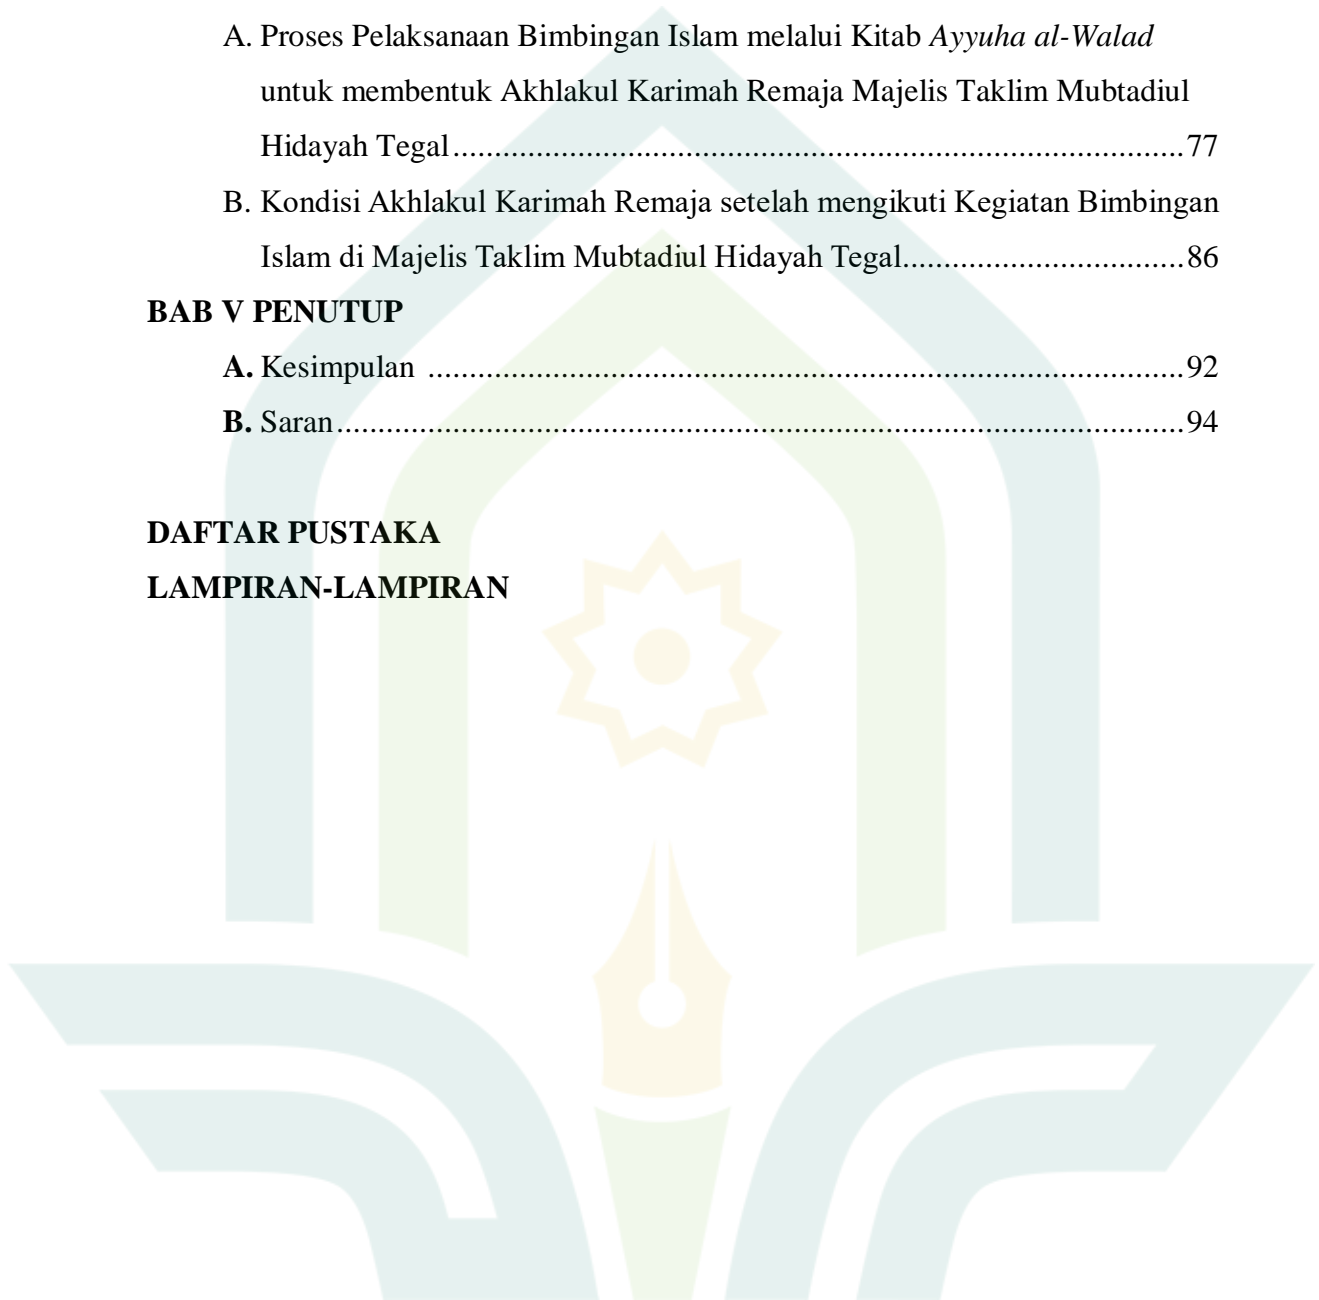 A. Proses Pelaksanaan Bimbingan Islam melalui Kitab Ayyuha al-Walad
untuk membentuk Akhlakul Karimah Remaja Majelis Taklim Mubtadiul
Hidayah Tegal........................................................................................77
B. Kondisi Akhlakul Karimah Remaja setelah mengikuti Kegiatan Bimbingan
Islam di Majelis Taklim Mubtadiul Hidayah Tegal..................................86
BAB V PENUTUP
A. Kesimpulan ...........................................................................................92
B. Saran......................................................................................................94
DAFTAR PUSTAKA
LAMPIRAN-LAMPIRAN